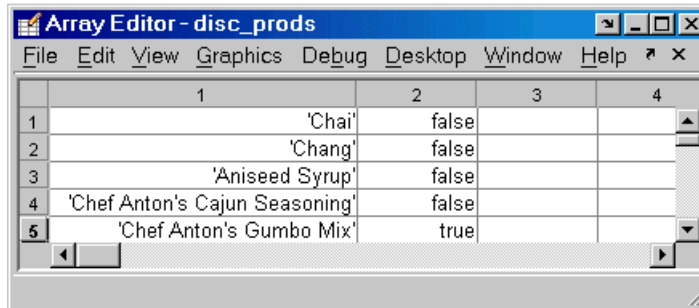 Array Editor - disc_prods
File Edit View Graphics Debug Desktop Window Help
1 2 3 4
1 'Chai' false
2 'Chang' false
3 'Aniseed Syrup' false
4 'Chef Anton's Cajun Seasoning' false
5 'Chef Anton's Gumbo Mix' true